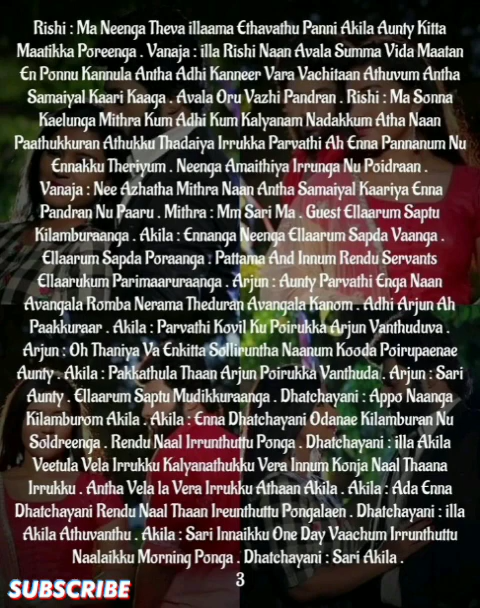 Rishi : Ma Neenga Theva illaama Ethavathu Panni Akila Aunty Kitta
Maatikka Poreenga . Vanaja : illa Rishi Naan Avala Summa Vida Maatan
En Ponnu Kannula Antha Adhi Kanneer Vara Vachitaan Athuvum Antha
Samaiyal Kaari Kaaga . Avala Oru Vazhi Pandran . Rishi : Ma Sonna
Kaelunga Mithra Kum Adhi Kum Kalyanam Nadakkum Atha Naan
Paathukkuran Athukku Thadaiya Irrukka Parvathi Ah Enna Pannanum Nu
Ennakku Theriyum . Neenga Amaithiya Irrunga Nu Poidraan .
Vanaja : Nee Azhatha Mithra Naan Antha Samaiyal Kaariya Enna
Pandran Nu Paaru . Mithra : Mm Sari Ma . Guest Ellaarum Saptu
Kilamburaanga . Akila : Ennanga Neenga Ellaarum Sapda Vaanga .
Ellaarum Sapda Poraanga . Pattama And Innum Rendu Servants
Ellaarukum Parimaaruraanga . Arjun : Aunty Parvathi Enga Naan
Avangala Romba Nerama Theduran Avangala Kanom . Adhi Arjun Ah
Paakkuraar . Akila : Parvathi Kovil Ku Poirukka Arjun Vanthuduva .
Arjun : Oh Thaniya Va Enkitta Solliruntha Naanum Kooda Poirupaenae
Aunty . Akila : Pakkathula Thaan Arjun Poirukka Vanthuda . Arjun : Sari
Aunty . Ellaarum Saptu Mudikkuraanga . Dhatchayani : Appo Naanga
Kilamburom Akila . Akila : Enna Dhatchayani Odanae Kilamburan Nu
Soldreenga . Rendu Naal Irrunthuttu Ponga . Dhatchayani : illa Akila
Veetula Vela Irrukku Kalyanathukku Vera Innum Konja Naal Thaana
Irrukku . Antha Vela la Vera Irrukku Athaan Akila . Akila : Ada Enna
Dhatchayani Rendu Naal Thaan Ireunthuttu Pongalaen . Dhatchayani : illa
Akila Athuvanthu . Akila : Sari Innaikku One Day Vaachum Irrunthuttu
Naalaikku Morning Ponga . Dhatchayani : Sari Akila .
3
SUBSCRIBE